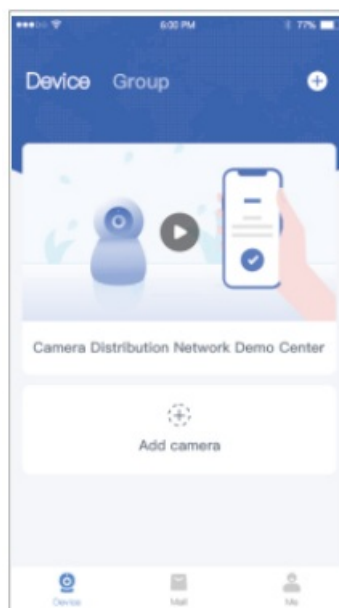 6:00 PM 77%
Device Group
Camera Distribution Network Demo Center
Add camera
Device Mall Me